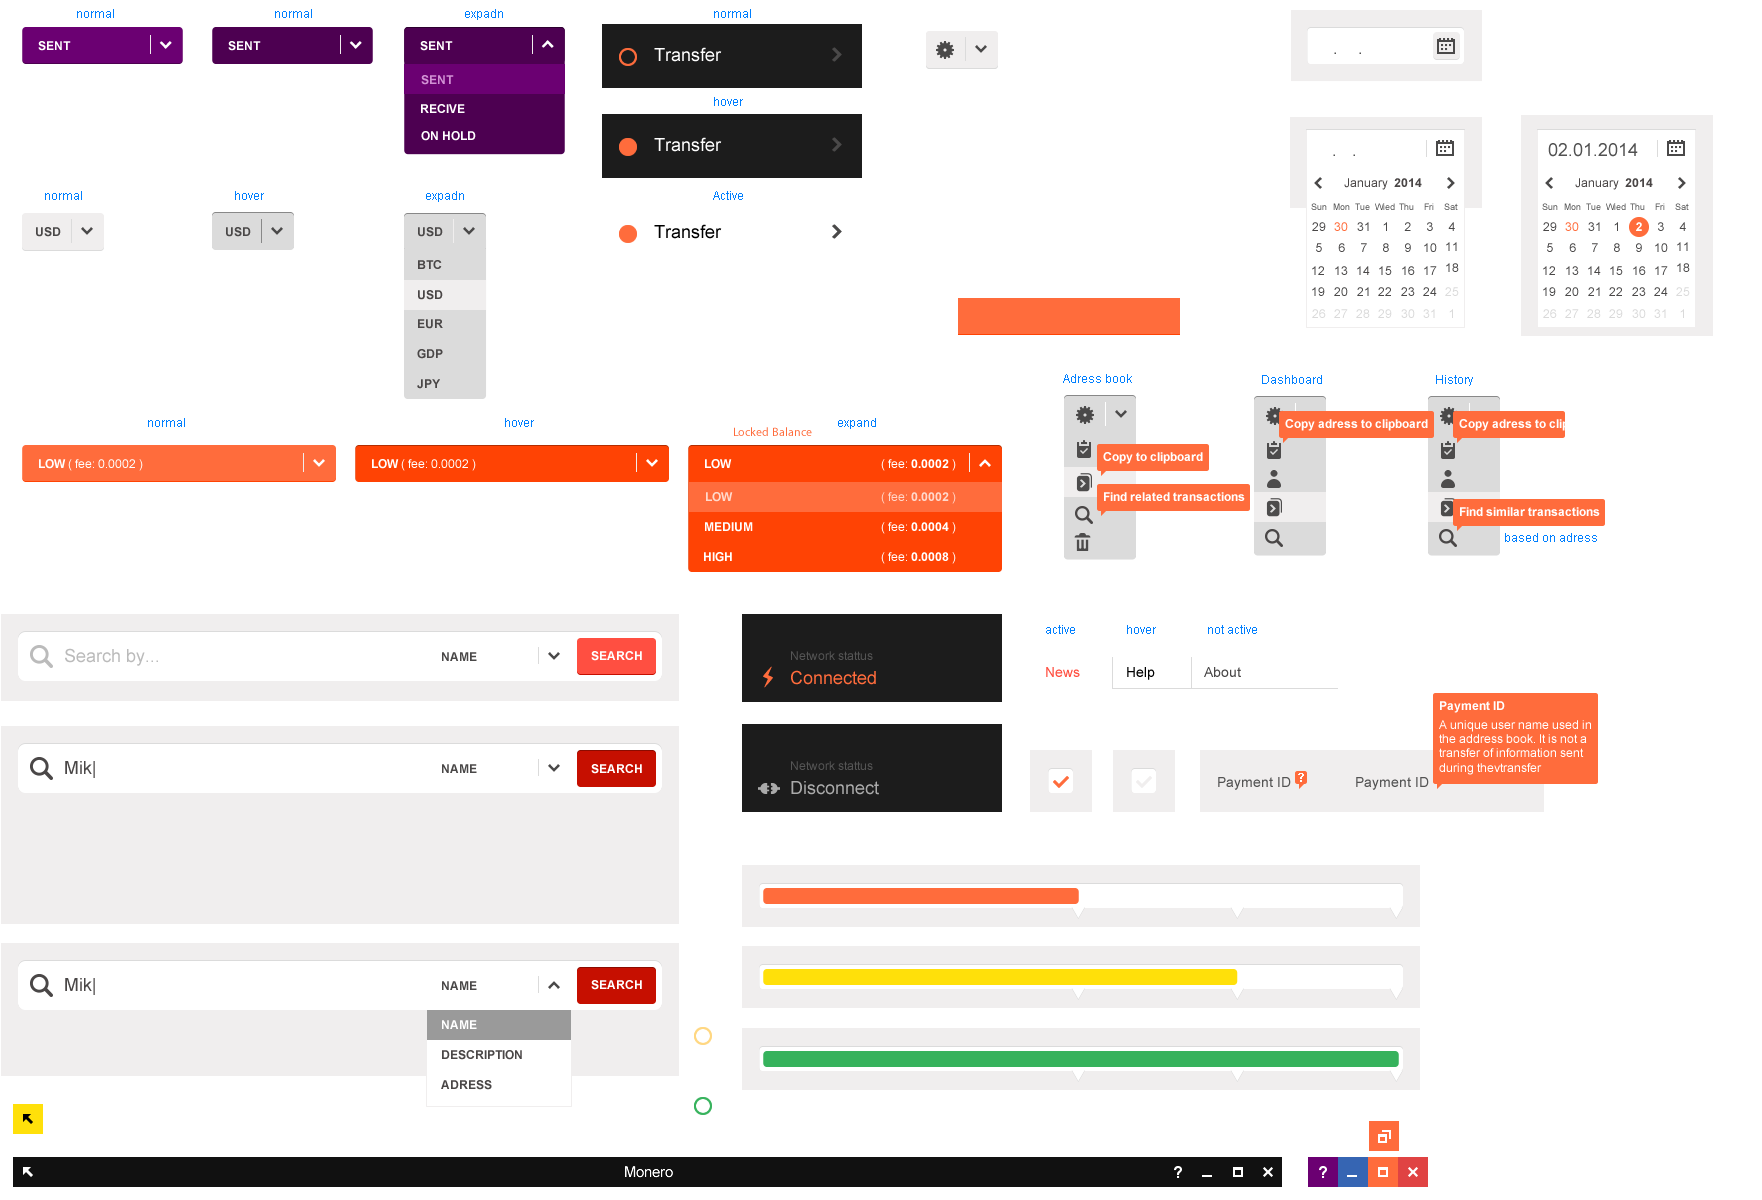 normal
normal
expadn
normal
SENT
SENT
SENT
SENT
RECIVE
ON HOLD
Transfer
hover
Transfer
Active
Transfer
normal
hover
expadn
USD
USD
USD
BTC
USD
EUR
GDP
JPY
. .
. .
January 2014
Sun Mon Tue Wed Thu Fri Sat
29 30 31 1 2 3 4
5 6 7 8 9 10 11
12 13 14 15 16 17 18
19 20 21 22 23 24 25
26 27 28 29 30 31 1
02.01.2014
January 2014
Sun Mon Tue Wed Thu Fri Sat
29 30 31 1 2 3 4
5 6 7 8 9 10 11
12 13 14 15 16 17 18
19 20 21 22 23 24 25
26 27 28 29 30 31 1
normal
hover
Locked Balance
expand
LOW ( fee: 0.0002 )
LOW ( fee: 0.0002 )
LOW ( fee: 0.0002 )
LOW ( fee: 0.0002 )
MEDIUM ( fee: 0.0004 )
HIGH ( fee: 0.0008 )
Adress book
Copy to clipboard
Find related transactions
Dashboard
Copy adress to clipboard
History
Copy adress to clip
Find similar transactions
based on adress
Search by...
NAME
SEARCH
Mik|
NAME
SEARCH
Mik|
NAME
SEARCH
NAME
DESCRIPTION
ADRESS
Network stattus
Connected
Network stattus
Disconnect
active
hover
not active
News
Help
About
Payment ID
?
Payment ID
Payment ID
A unique user name used in
the address book. It is not a
transfer of information sent
during thevtransfer
Monero
?
?